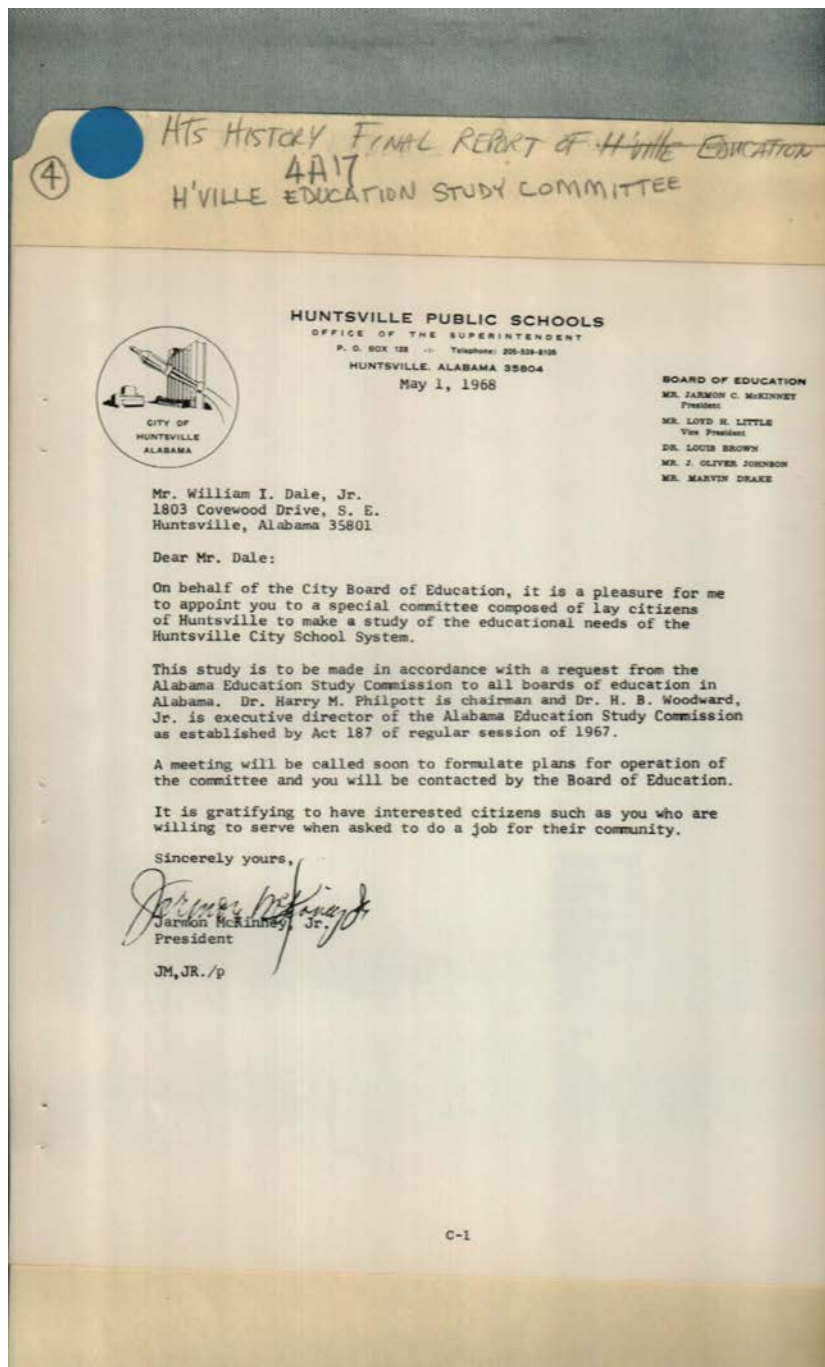 HTS HISTORY FINAL REPORT OF H'VILLE EDUCATION
4A17
④
H'VILLE EDUCATION STUDY COMMITTEE
HUNTSVILLE PUBLIC SCHOOLS
OFFICE OF THE SUPERINTENDENT
P. O. BOX 128 -:- Telephone:
HUNTSVILLE, ALABAMA 35804
May 1, 1968
CITY OF
HUNTSVILLE
ALABAMA
BOARD OF EDUCATION
MR. JARMON C. McKINNEY
President
MR. LOYD H. LITTLE
Vice President
DR. LOUIS BROWN
MR. J. OLIVER JOHNSON
MR. MARVIN DRAKE
Mr. William I. Dale, Jr.
1803 Covewood Drive, S. E.
Huntsville, Alabama 35801
Dear Mr. Dale:
On behalf of the City Board of Education, it is a pleasure for me
to appoint you to a special committee composed of lay citizens
of Huntsville to make a study of the educational needs of the
Huntsville City School System.
This study is to be made in accordance with a request from the
Alabama Education Study Commission to all boards of education in
Alabama. Dr. Harry M. Philpott is chairman and Dr. H. B. Woodward,
Jr. is executive director of the Alabama Education Study Commission
as established by Act 187 of regular session of 1967.
A meeting will be called soon to formulate plans for operation of
the committee and you will be contacted by the Board of Education.
It is gratifying to have interested citizens such as you who are
willing to serve when asked to do a job for their community.
Sincerely yours,
Jarmon McKinney Jr
Jarmon McKinney, Jr.
President
JM,JR./p
C-1